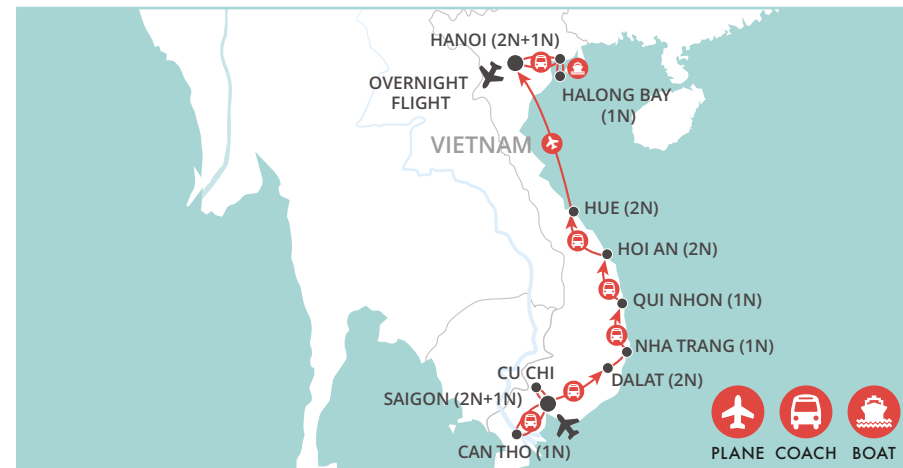 HANOI (2N+1N)
OVERNIGHT
FLIGHT
HALONG BAY
(1N)
VIETNAM
HUE (2N)
HOI AN (2N)
QUI NHON (1N)
NHA TRANG (1N)
CU CHI
DALAT (2N)
SAIGON (2N+1N)
CAN THO (1N)
PLANE COACH BOAT